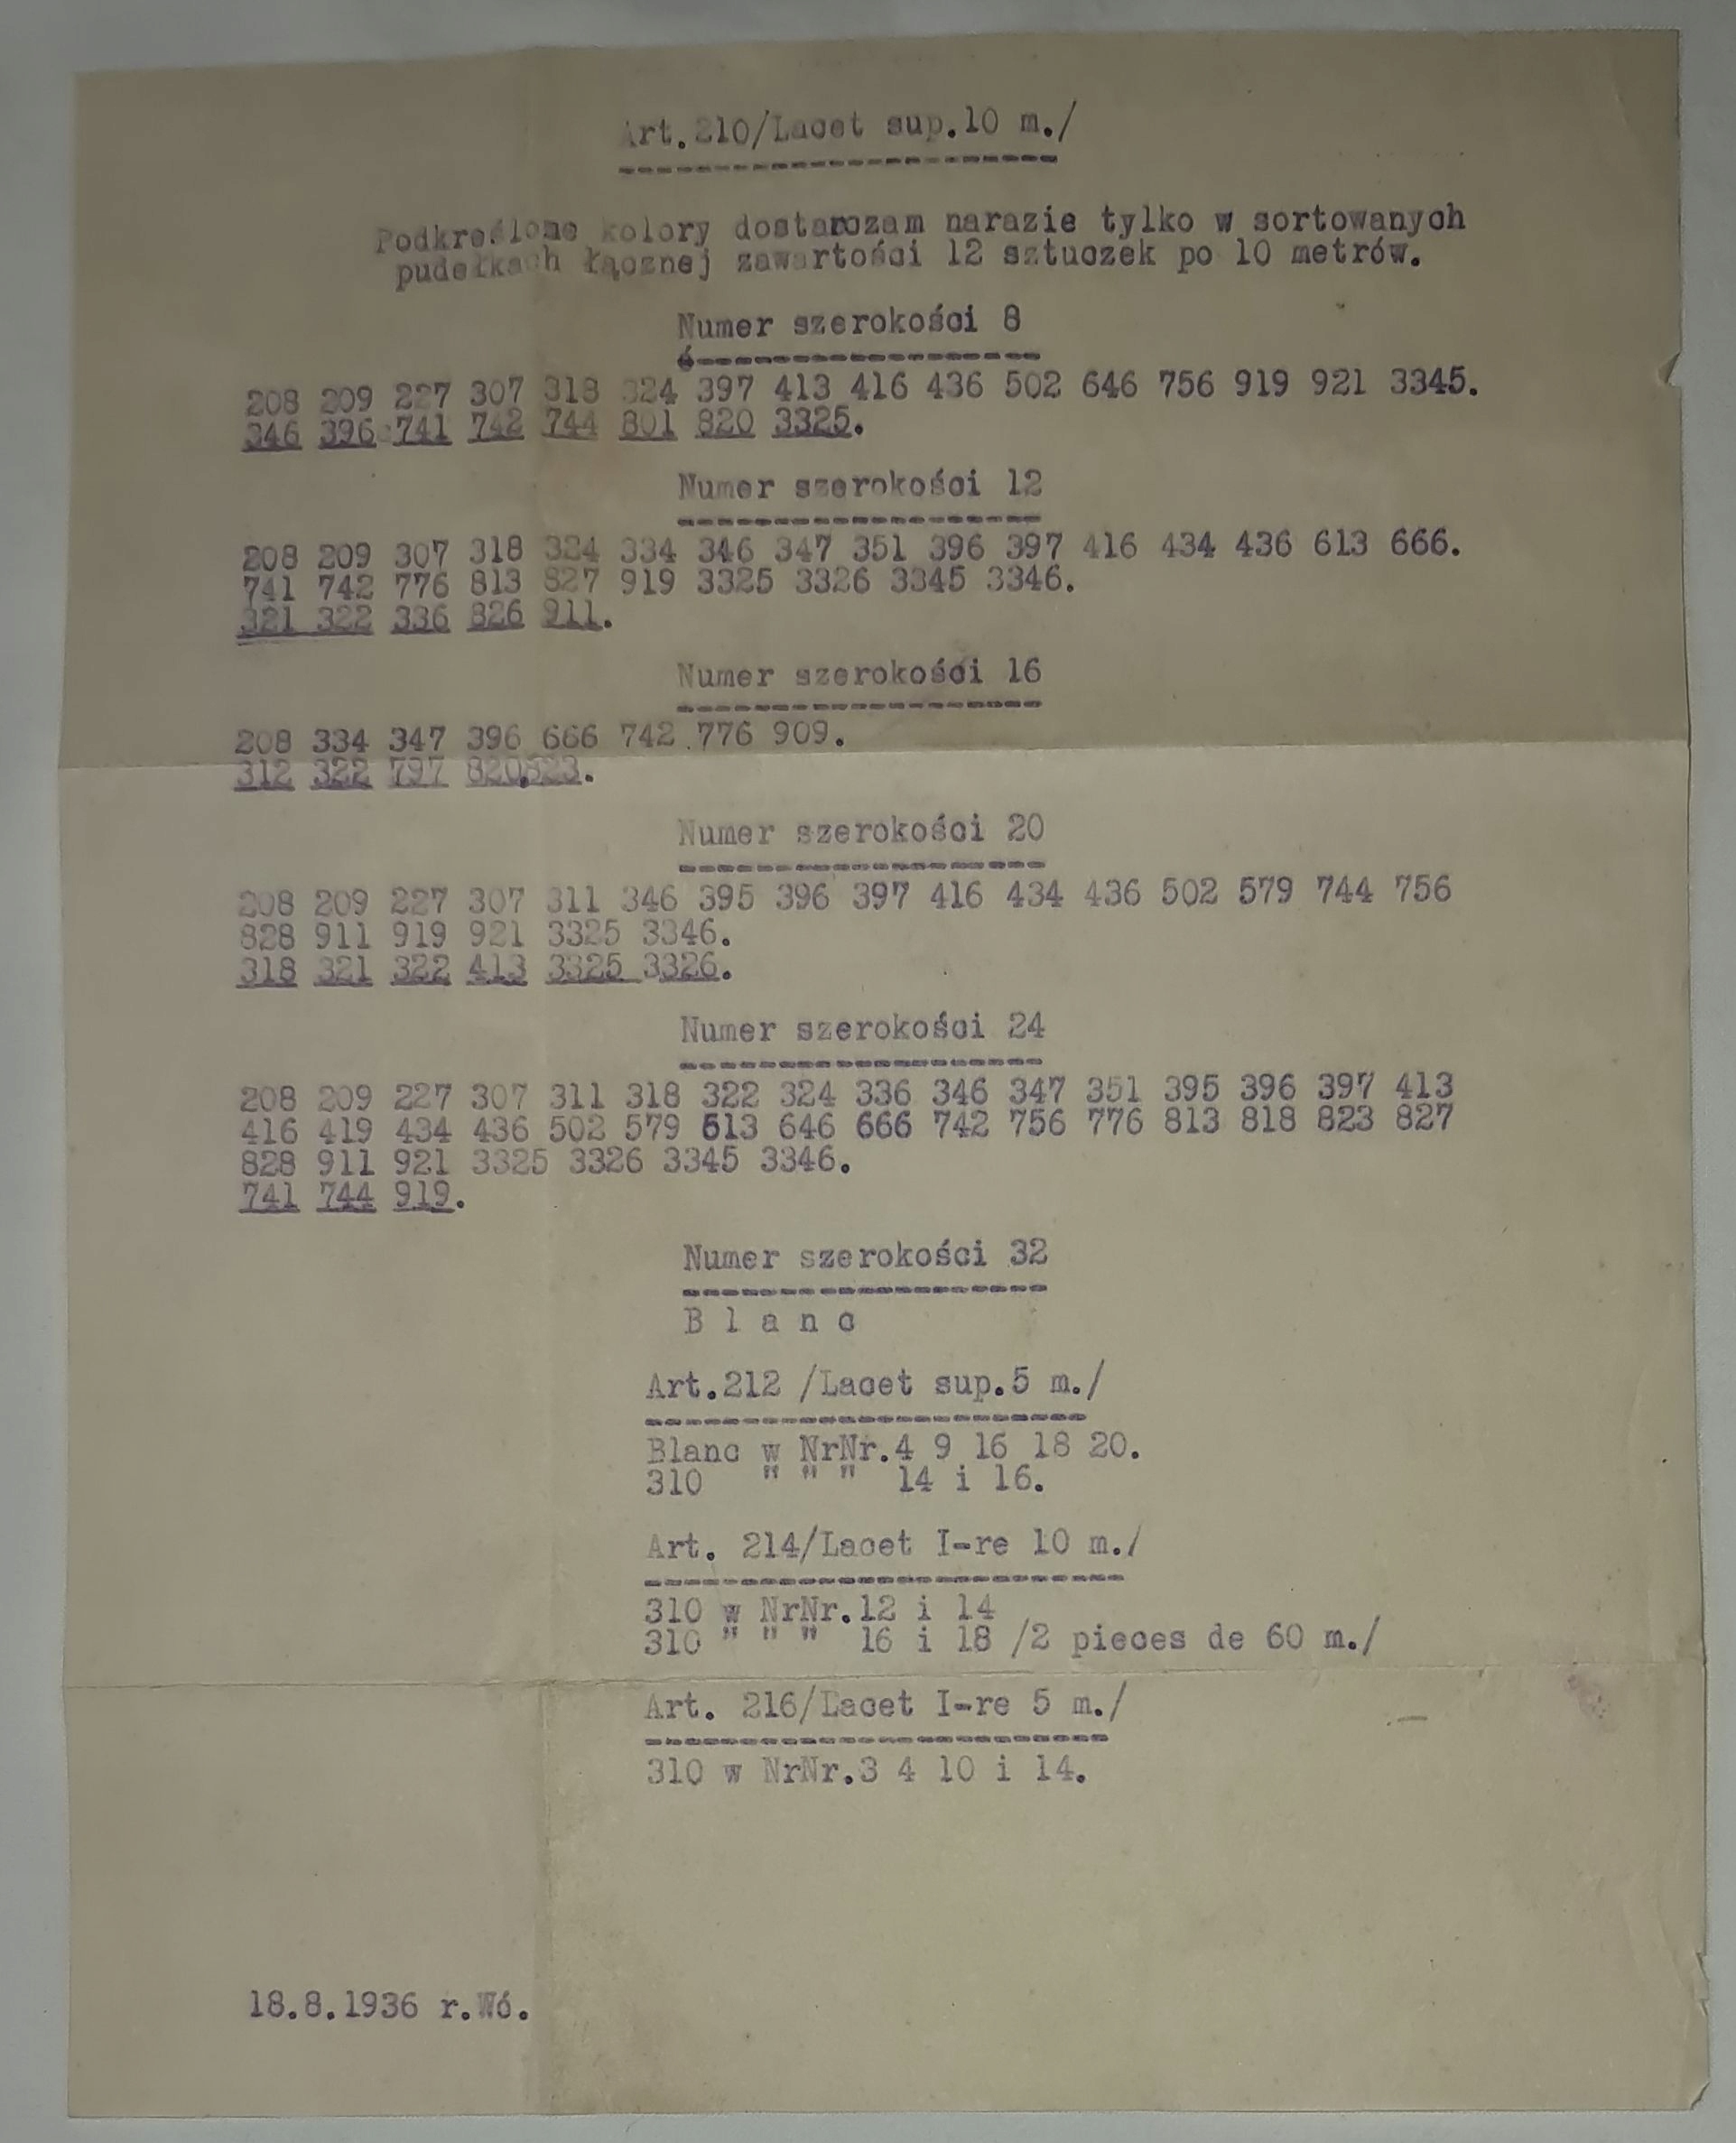 Art.210/Lacet sup.10 m./
Podkreślone kolory dostarczam narazie tylko w sortowanych
pudełkach łącznej zawartości 12 sztuczek po 10 metrów.
Numer szerokości 8
208 209 227 307 318 324 397 413 416 436 502 646 756 919 921 3345.
346 396 741 742 744 801 820 3325.
Numer szerokości 12
208 209 307 318 324 334 346 347 351 396 397 416 434 436 613 666.
741 742 776 813 827 919 3325 3326 3345 3346.
321 322 336 826 911.
Numer szerokości 16
208 334 347 396 666 742 776 909.
312 322 797 820,823.
Numer szerokości 20
208 209 227 307 311 346 395 396 397 416 434 436 502 579 744 756
828 911 919 921 3325 3346.
318 321 322 413 3325 3326.
Numer szerokości 24
208 209 227 307 311 318 322 324 336 346 347 351 395 396 397 413
416 419 434 436 502 579 613 646 666 742 756 776 813 818 823 827
828 911 921 3325 3326 3345 3346.
741 744 919.
Numer szerokości 32
B l a n c
Art.212 /Lacet sup.5 m./
Blanc w NrNr.4 9 16 18 20.
310 " " " 14 i 16.
Art. 214/Lacet I-re 10 m./
310 w NrNr.12 i 14
310 " " " 16 i 18 /2 pieces de 60 m./
Art. 216/Lacet I-re 5 m./
310 w NrNr.3 4 10 i 14.
18.8.1936 r.Wó.